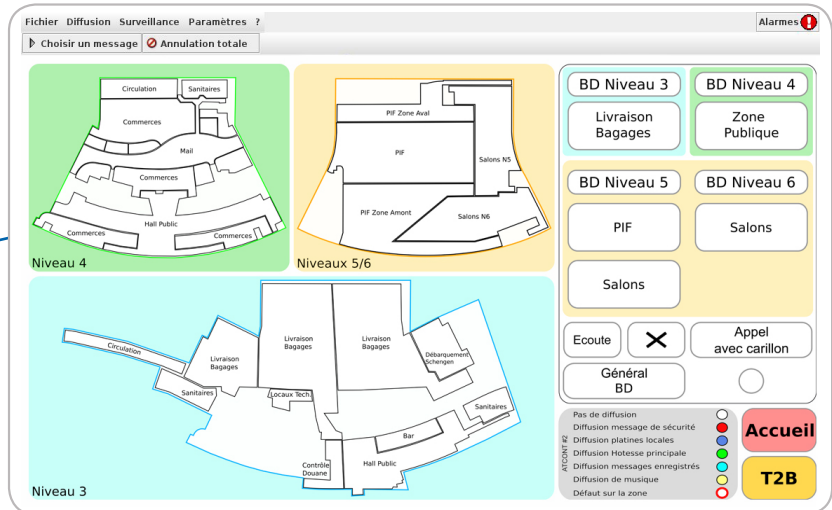 Fichier Diffusion Surveillance Paramètres ?
Alarmes
Choisir un message
Annulation totale
Circulation
Sanitaires
Commerces
Mail
Commerces
Hall Public
Commerces
Commerces
Niveau 4
PIF Zone Aval
PIF
Salons N5
PIF Zone Amont
Salons N6
Niveaux 5/6
Circulation
Livraison
Bagages
Livraison
Bagages
Livraison
Bagages
Débarquement
Schengen
Sanitaires
Locaux Tech.
Sanitaires
Bar
Contrôle
Douane
Hall Public
Niveau 3
BD Niveau 3
BD Niveau 4
Livraison
Bagages
Zone
Publique
BD Niveau 5
BD Niveau 6
PIF
Salons
Salons
Ecoute
Appel
avec carillon
Général
BD
ATCONT #2
Pas de diffusion
Diffusion message de sécurité
Diffusion platines locales
Diffusion Hotesse principale
Diffusion messages enregistrés
Diffusion de musique
Défaut sur la zone
Accueil
T2B